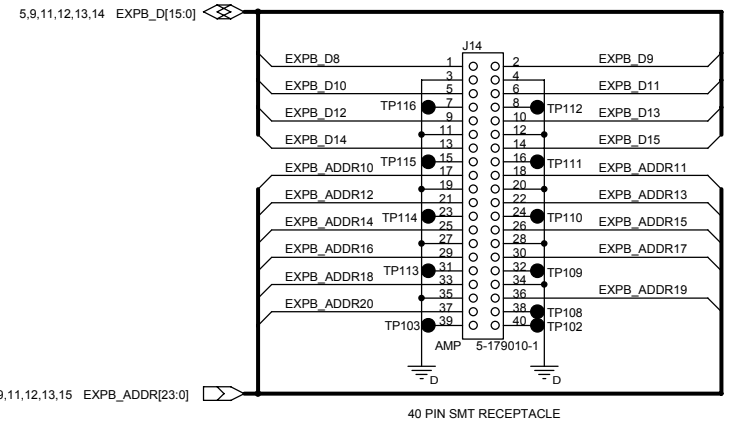 5,9,11,12,13,14 EXPB_D[15:0]
J14
EXPB_D8 1 2 EXPB_D9
3 4
EXPB_D10 5 6 EXPB_D11
TP116 7 8 TP112
EXPB_D12 9 10 EXPB_D13
11 12
EXPB_D14 13 14 EXPB_D15
TP115 15 16 TP111
EXPB_ADDR10 17 18 EXPB_ADDR11
19 20
EXPB_ADDR12 21 22 EXPB_ADDR13
TP114 23 24 TP110
EXPB_ADDR14 25 26 EXPB_ADDR15
27 28
EXPB_ADDR16 29 30 EXPB_ADDR17
TP113 31 32 TP109
EXPB_ADDR18 33 34
35 36 EXPB_ADDR19
EXPB_ADDR20 37 38 TP108
TP103 39 40 TP102
AMP 5-179010-1
D D
9,11,12,13,15 EXPB_ADDR[23:0]
40 PIN SMT RECEPTACLE